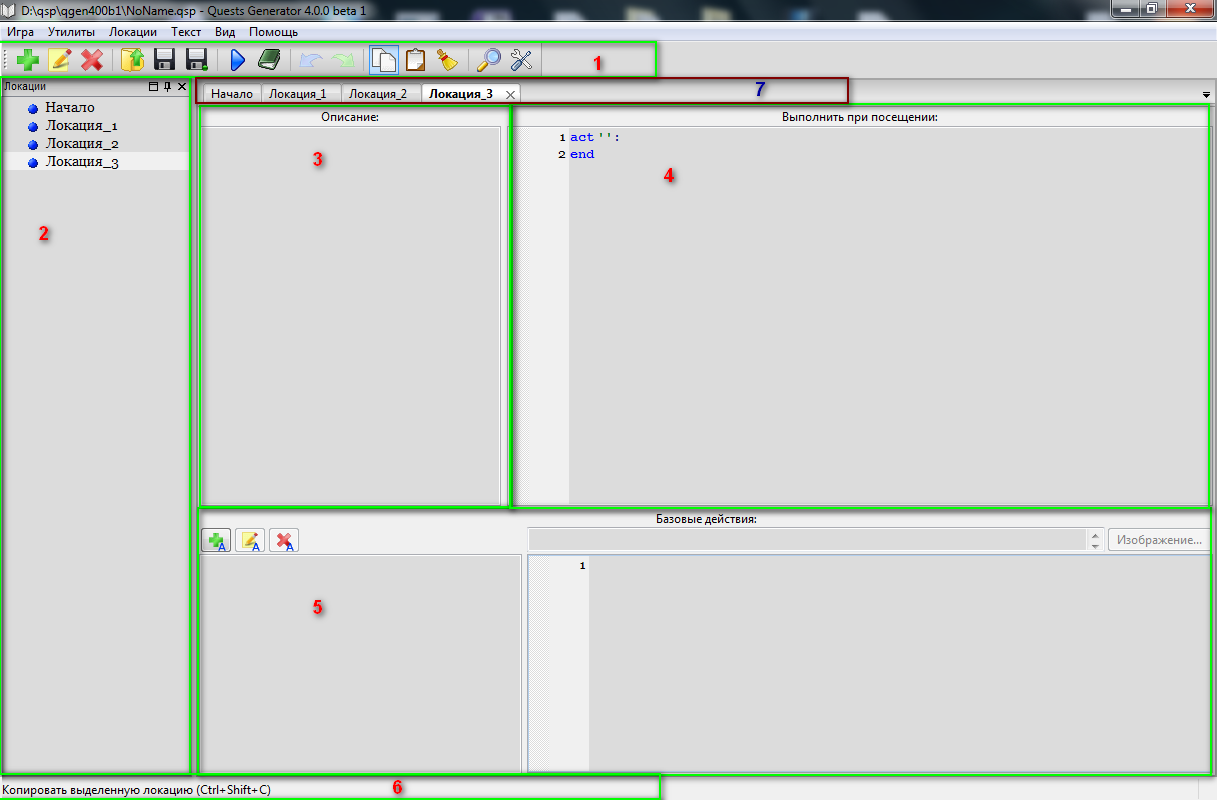 D:\qsp\qgen400b1\NoName.qsp - Quests Generator 4.0.0 beta 1
Игра Утилиты Локации Текст Вид Помощь
1
Локации
Начало
Локация_1
Локация_2
Локация_3
2
Начало Локация_1 Локация_2 Локация_3 7
Описание:
3
Выполнить при посещении:
1 act '':
2 end
4
Базовые действия:
A A A
Изображение...
1
5
6
Копировать выделенную локацию (Ctrl+Shift+C)